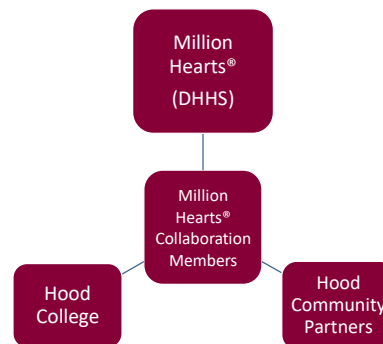 Million
Hearts®
(DHHS)
Million
Hearts®
Collaboration
Members
Hood
College
Hood
Community
Partners